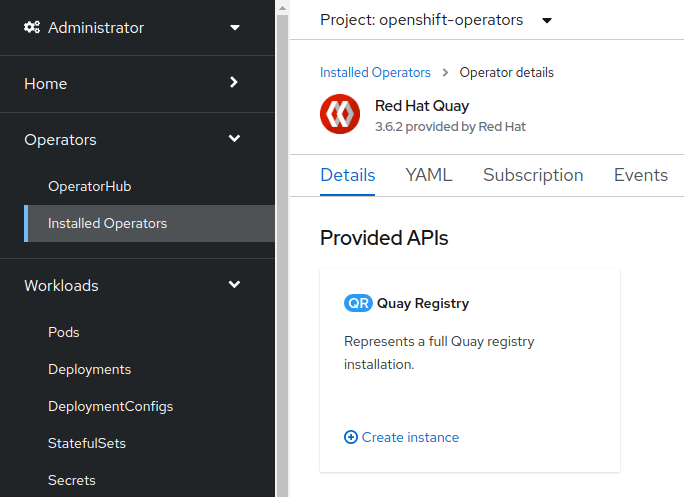 Administrator
Home
Operators
OperatorHub
Installed Operators
Workloads
Pods
Deployments
DeploymentConfigs
StatefulSets
Secrets
Project: openshift-operators
Installed Operators > Operator details
Red Hat Quay
3.6.2 provided by Red Hat
Details YAML Subscription Events
Provided APIs
QR Quay Registry
Represents a full Quay registry
installation.
Create instance